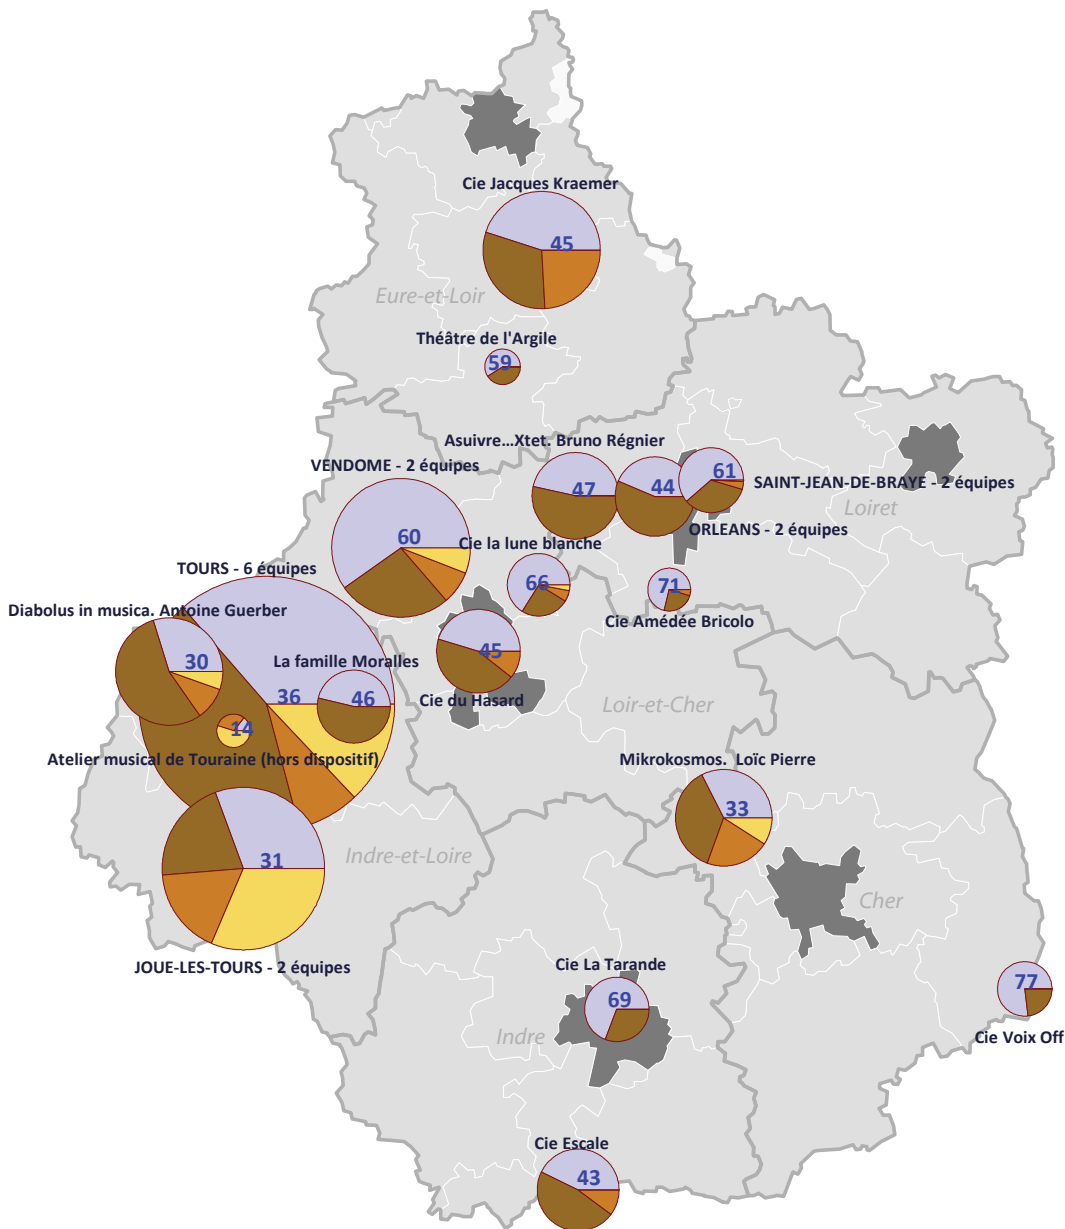 Cie Jacques Kraemer
45
Eure-et-Loir
Théâtre de l'Argile
59
Asuivre...Xtet. Bruno Régnier
VENDOME - 2 équipes
47
44
61
SAINT-JEAN-DE-BRAYE - 2 équipes
Loiret
ORLEANS - 2 équipes
60
Cie la lune blanche
66
71
Cie Amédée Bricolo
TOURS - 6 équipes
Diabolus in musica. Antoine Guerber
30
La famille Moralles
36
46
45
Cie du Hasard
Loir-et-Cher
14
Atelier musical de Touraine (hors dispositif)
Mikrokosmos. Loïc Pierre
33
31
Indre-et-Loire
Cher
JOUE-LES-TOURS - 2 équipes
Cie La Tarande
69
77
Indre
Cie Voix Off
Cie Escale
43